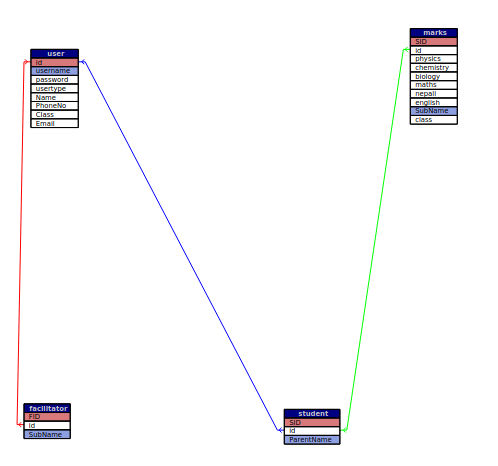 user
id
username
password
usertype
Name
PhoneNo
Class
Email
marks
SID
id
physics
chemistry
biology
maths
nepali
english
SubName
class
facilitator
FID
id
SubName
student
SID
id
ParentName